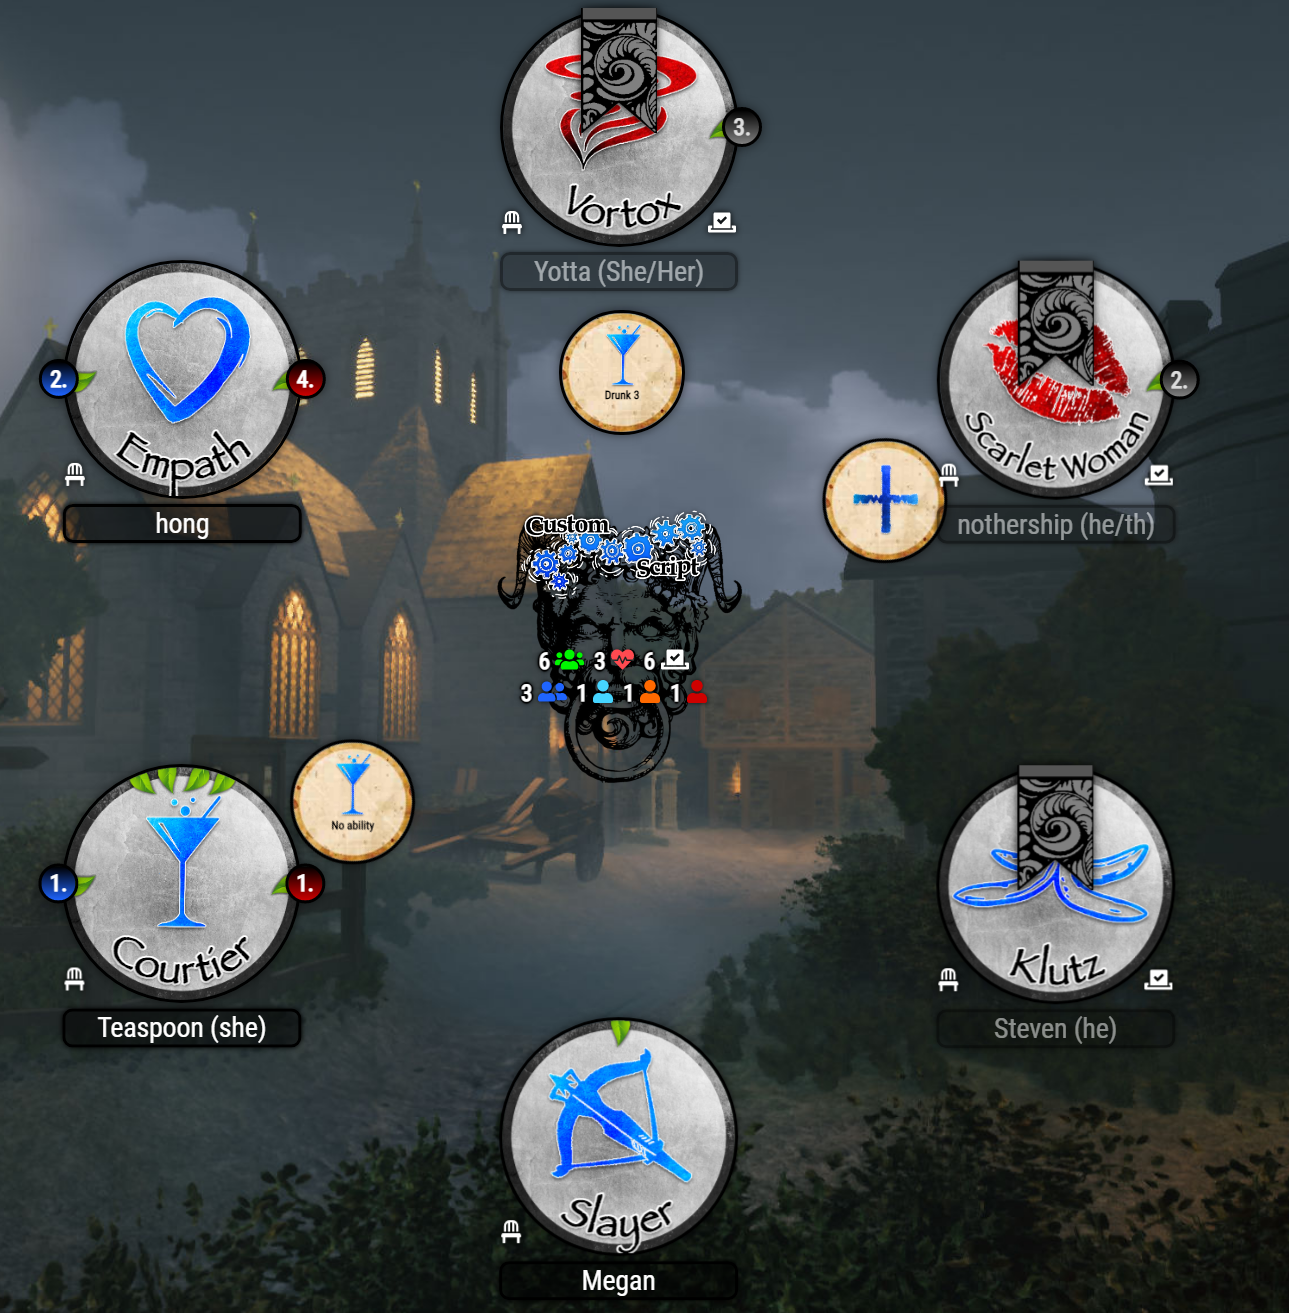 Vortox
3.
Yotta (She/Her)
Empath
2.
4.
hong
Drunk 3
Scarlet Woman
2.
nothership (he/th)
Custom
Script
6 3 6
3 1 1 1
Courtier
1.
1.
No ability
Teaspoon (she)
Klutz
Steven (he)
Slayer
Megan